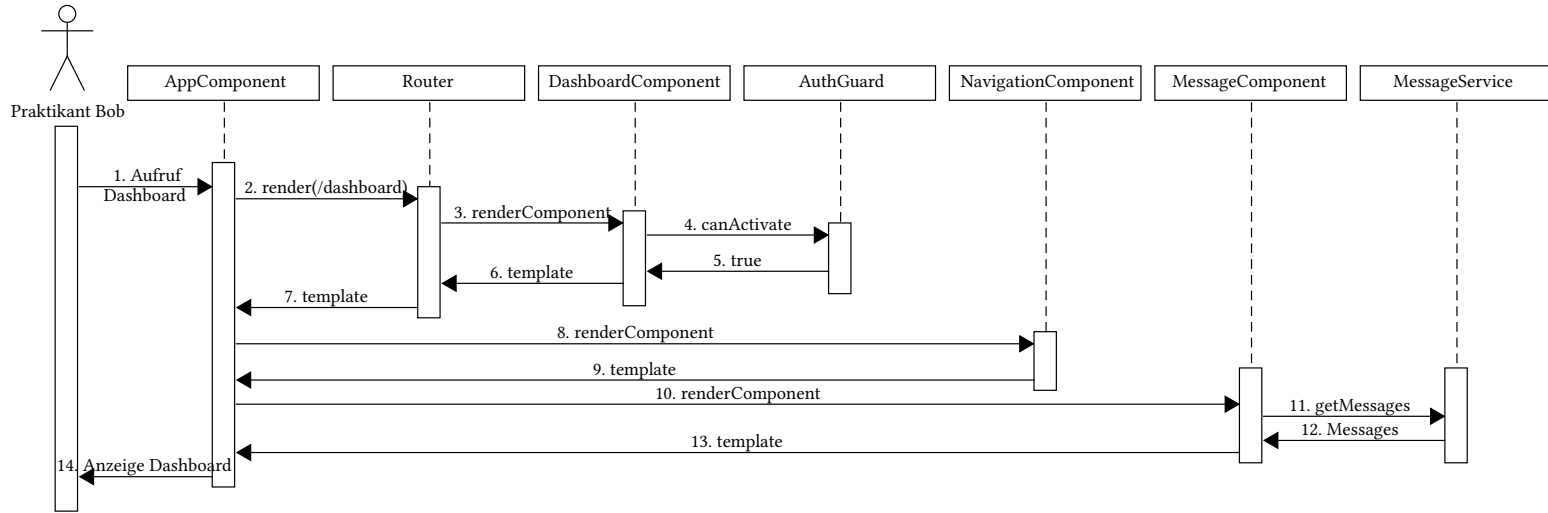 Praktikant Bob
AppComponent
Router
DashboardComponent
AuthGuard
NavigationComponent
MessageComponent
MessageService
1. Aufruf
Dashboard
2. render(/dashboard)
3. renderComponent
4. canActivate
5. true
6. template
7. template
8. renderComponent
9. template
10. renderComponent
11. getMessages
12. Messages
13. template
14. Anzeige Dashboard